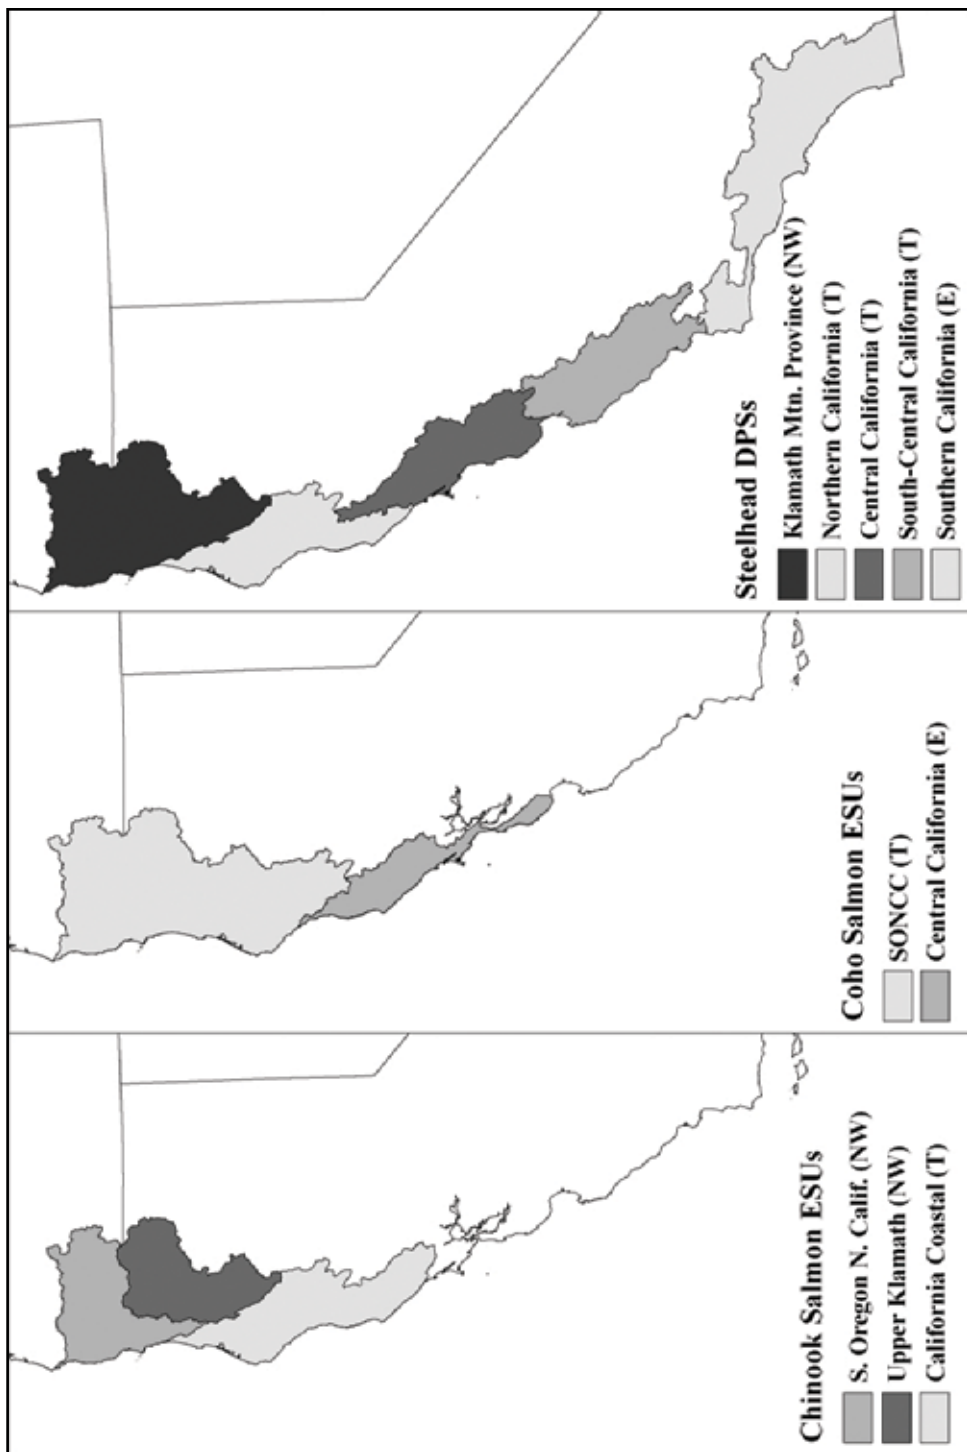 Chinook Salmon ESUs
S. Oregon N. Calif. (NW)
Upper Klamath (NW)
California Coastal (T)
Coho Salmon ESUs
SONCC (T)
Central California (E)
Steelhead DPSs
Klamath Mtn. Province (NW)
Northern California (T)
Central California (T)
South-Central California (T)
Southern California (E)